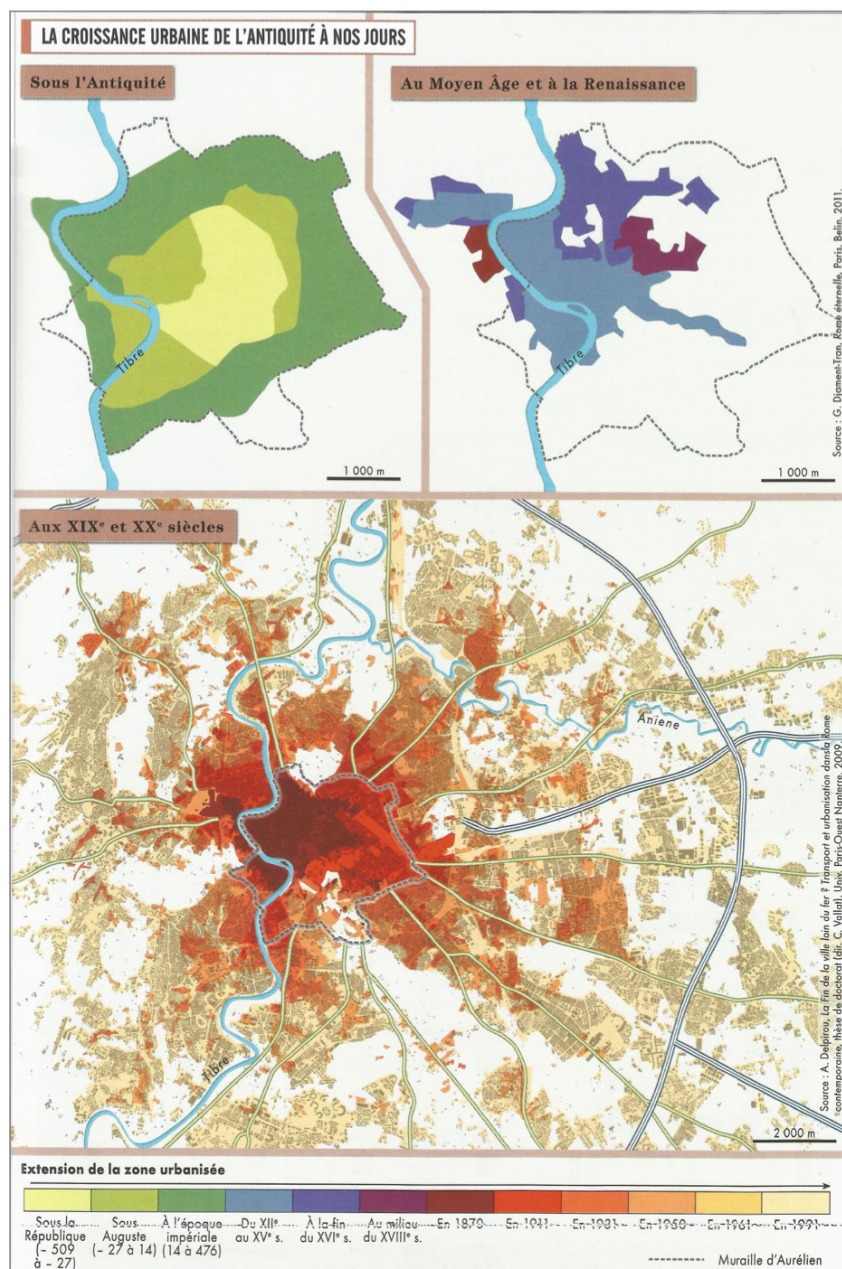 LA CROISSANCE URBAINE DE L'ANTIQUITÉ À NOS JOURS
Sous l'Antiquité
Au Moyen Âge et à la Renaissance
Tibre
Tibre
1 000 m
1 000 m
Source : G. Djament-Tran, Rome éternelle, Paris, Belin, 2011.
Aux XIXe et XXe siècles
Aniene
Tibre
2 000 m
Source : A. Delpirou, La Fin de la ville loin du fer ? Transport et urbanisation dans la Rome
contemporaine, thèse de doctorat (dir. C. Vallat), Univ. Paris-Ouest Nanterre, 2009.
Extension de la zone urbanisée
Sous la
République
(– 509
à – 27)
Sous
Auguste
(– 27 à 14)
À l'époque
impériale
(14 à 476)
Du XIIe
au XVe s.
À la fin
du XVIe s.
Au milieu
du XVIIIe s.
En 1870
En 1911
En 1931
En 1950
En 1961
En 1991
Muraille d'Aurélien